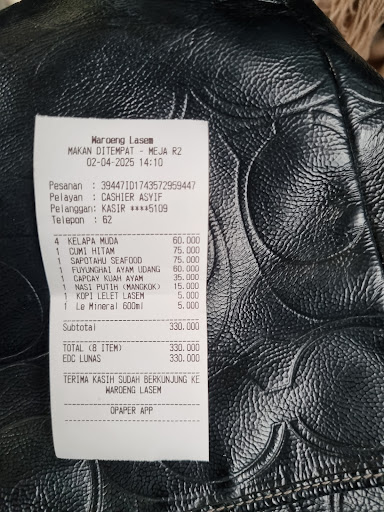 Waroeng Lasem
MAKAN DITEMPAT - MEJA R2
02-04-2025 14:10
Pesanan : 39447ID1743572959447
Pelayan : CASHIER ASYIF
Pelanggan: KASIR ****5109
Telepon : 62
4 KELAPA MUDA 60.000
1 CUMI HITAM 75.000
1 SAPOTAHU SEAFOOD 75.000
1 FUYUNGHAI AYAM UDANG 60.000
1 CAPCAY KUAH AYAM 35.000
1 NASI PUTIH (MANGKOK) 15.000
1 KOPI LELET LASEM 5.000
1 Le Mineral 600ml 5.000
Subtotal 330.000
TOTAL (8 ITEM) 330.000
EDC LUNAS 330.000
TERIMA KASIH SUDAH BERKUNJUNG KE
WAROENG LASEM
OPAPER APP